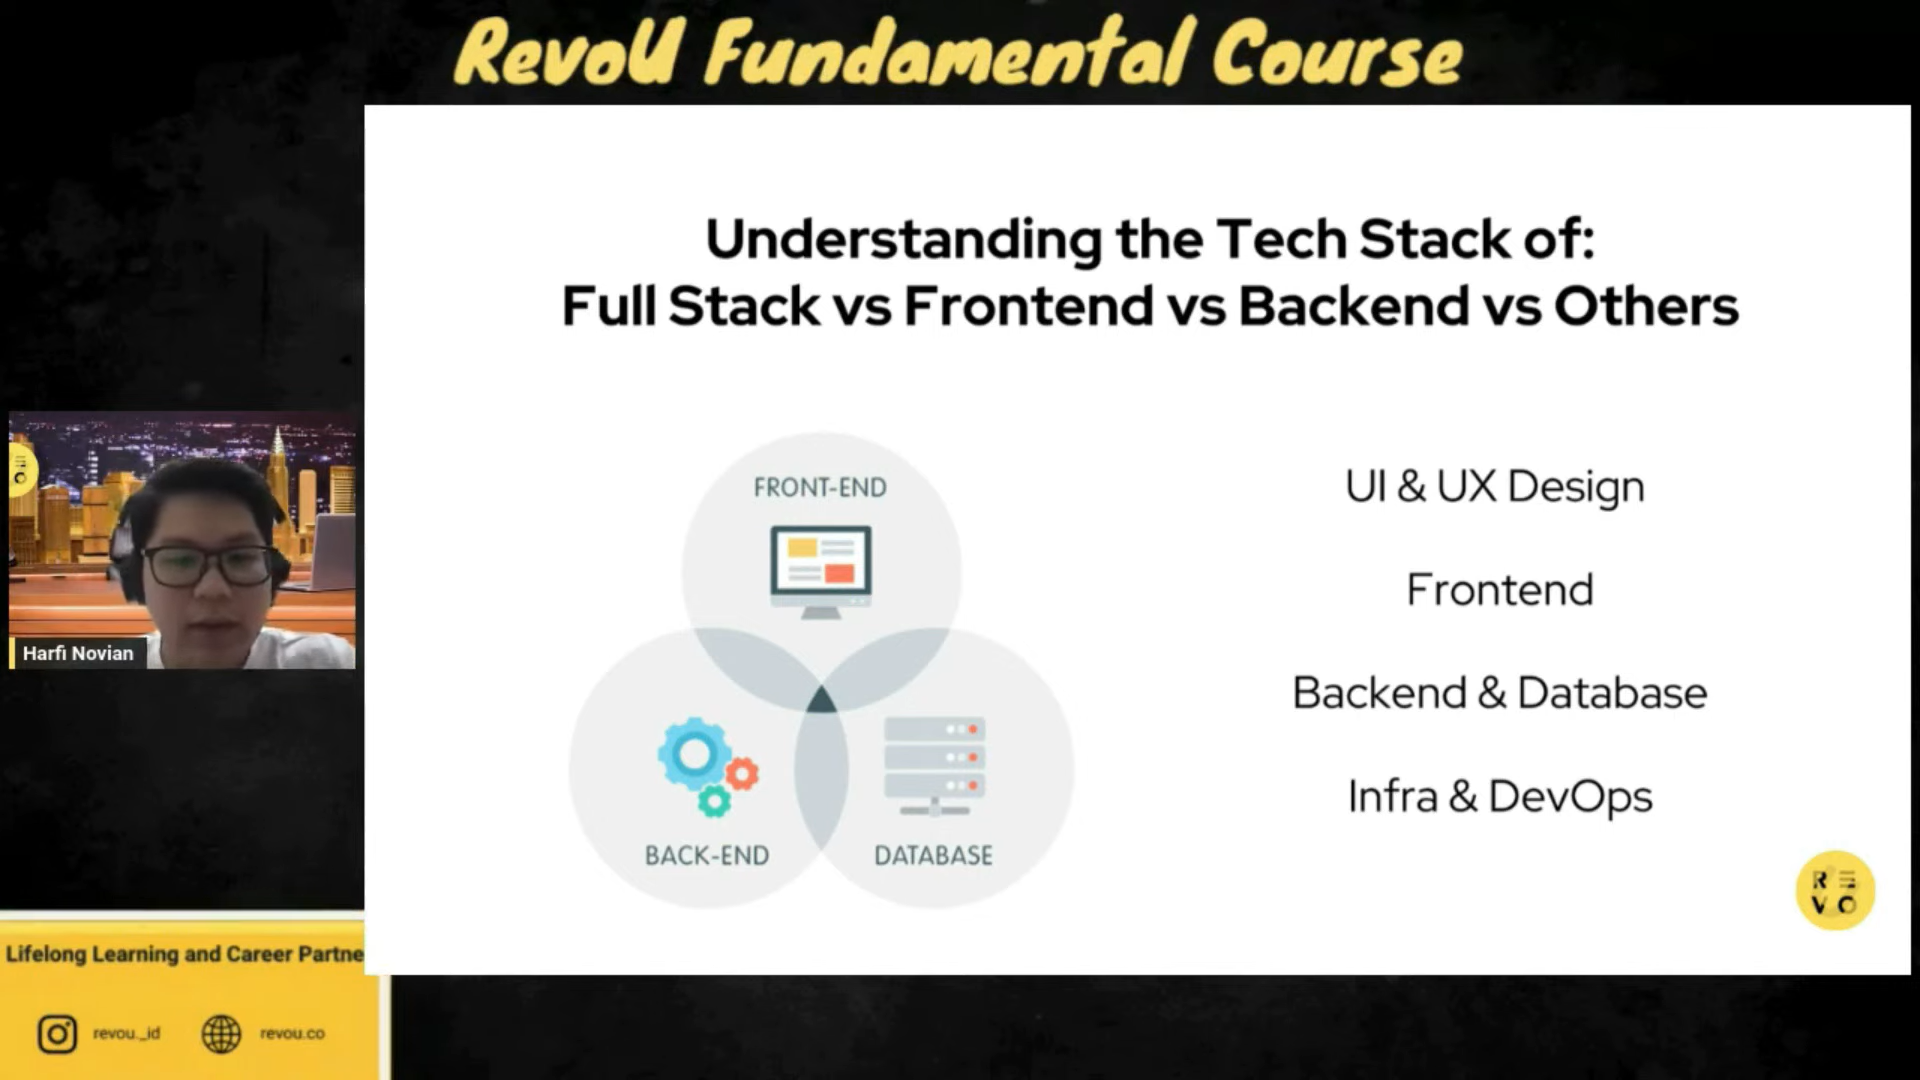 RevoU Fundamental Course
Understanding the Tech Stack of:
Full Stack vs Frontend vs Backend vs Others
FRONT-END
BACK-END
DATABASE
UI & UX Design
Frontend
Backend & Database
Infra & DevOps
Harfi Novian
R E
V O
Lifelong Learning and Career Partne
revou_id
revou.co